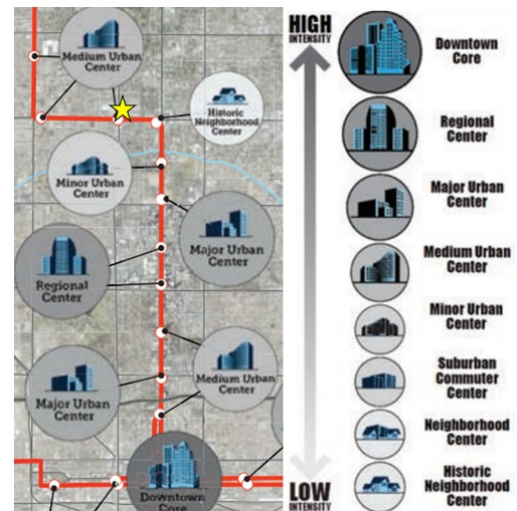 Medium Urban
Center
Historic
Neighborhood
Center
Minor Urban
Center
Major Urban
Center
Regional
Center
Medium Urban
Center
Major Urban
Center
Downtown
Core
HIGH
INTENSITY
LOW
INTENSITY
Downtown
Core
Regional
Center
Major Urban
Center
Medium Urban
Center
Minor Urban
Center
Suburban
Commuter
Center
Neighborhood
Center
Historic
Neighborhood
Center